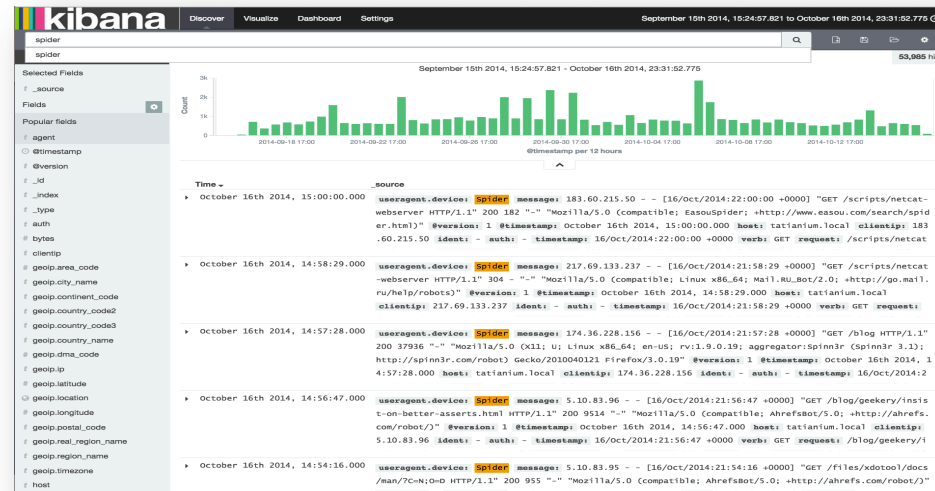 kibana
Discover Visualize Dashboard Settings
September 15th 2014, 15:24:57.821 to October 16th 2014, 23:31:52.775
spider
spider
53,985 hi
Selected Fields
t _source
Fields
Popular fields
t agent
@timestamp
t @version
t _id
t _index
t _type
t auth
# bytes
t clientip
# geoip.area_code
t geoip.city_name
t geoip.continent_code
t geoip.country_code2
t geoip.country_code3
t geoip.country_name
# geoip.dma_code
t geoip.ip
# geoip.latitude
geoip.location
# geoip.longitude
t geoip.postal_code
t geoip.real_region_name
t geoip.region_name
t geoip.timezone
t host
September 15th 2014, 15:24:57.821 - October 16th 2014, 23:31:52.775
Count
3k
2k
1k
0
2014-09-18 17:00 2014-09-22 17:00 2014-09-26 17:00 2014-09-30 17:00 2014-10-04 17:00 2014-10-08 17:00 2014-10-12 17:00
@timestamp per 12 hours
Time _source
October 16th 2014, 15:00:00.000 useragent.device: Spider message: 183.60.215.50 - - [16/Oct/2014:22:00:00 +0000] "GET /scripts/netcat-
webserver HTTP/1.1" 200 182 "-" "Mozilla/5.0 (compatible; EasouSpider; +http://www.easou.com/search/spid
er.html)" @version: 1 @timestamp: October 16th 2014, 15:00:00.000 host: tatianium.local clientip: 183
.60.215.50 ident: - auth: - timestamp: 16/Oct/2014:22:00:00 +0000 verb: GET request: /scripts/netcat
October 16th 2014, 14:58:29.000 useragent.device: Spider message: 217.69.133.237 - - [16/Oct/2014:21:58:29 +0000] "GET /scripts/netcat
-webserver HTTP/1.1" 304 - "-" "Mozilla/5.0 (compatible; Linux x86_64; Mail.RU_Bot/2.0; +http://go.mail.
ru/help/robots)" @version: 1 @timestamp: October 16th 2014, 14:58:29.000 host: tatianium.local
clientip: 217.69.133.237 ident: - auth: - timestamp: 16/Oct/2014:21:58:29 +0000 verb: GET request:
October 16th 2014, 14:57:28.000 useragent.device: Spider message: 174.36.228.156 - - [16/Oct/2014:21:57:28 +0000] "GET /blog HTTP/1.1"
200 37936 "-" "Mozilla/5.0 (X11; U; Linux x86_64; en-US; rv:1.9.0.19; aggregator:Spinn3r (Spinn3r 3.1);
http://spinn3r.com/robot) Gecko/2010040121 Firefox/3.0.19" @version: 1 @timestamp: October 16th 2014, 1
4:57:28.000 host: tatianium.local clientip: 174.36.228.156 ident: - auth: - timestamp: 16/Oct/2014:2
October 16th 2014, 14:56:47.000 useragent.device: Spider message: 5.10.83.96 - - [16/Oct/2014:21:56:47 +0000] "GET /blog/geekery/insis
t-on-better-asserts.html HTTP/1.1" 200 9514 "-" "Mozilla/5.0 (compatible; AhrefsBot/5.0; +http://ahrefs.
com/robot/)" @version: 1 @timestamp: October 16th 2014, 14:56:47.000 host: tatianium.local clientip:
5.10.83.96 ident: - auth: - timestamp: 16/Oct/2014:21:56:47 +0000 verb: GET request: /blog/geekery/i
October 16th 2014, 14:54:16.000 useragent.device: Spider message: 5.10.83.95 - - [16/Oct/2014:21:54:16 +0000] "GET /files/xdotool/docs
/man/?C=N;O=D HTTP/1.1" 200 955 "-" "Mozilla/5.0 (compatible; AhrefsBot/5.0; +http://ahrefs.com/robot/)"